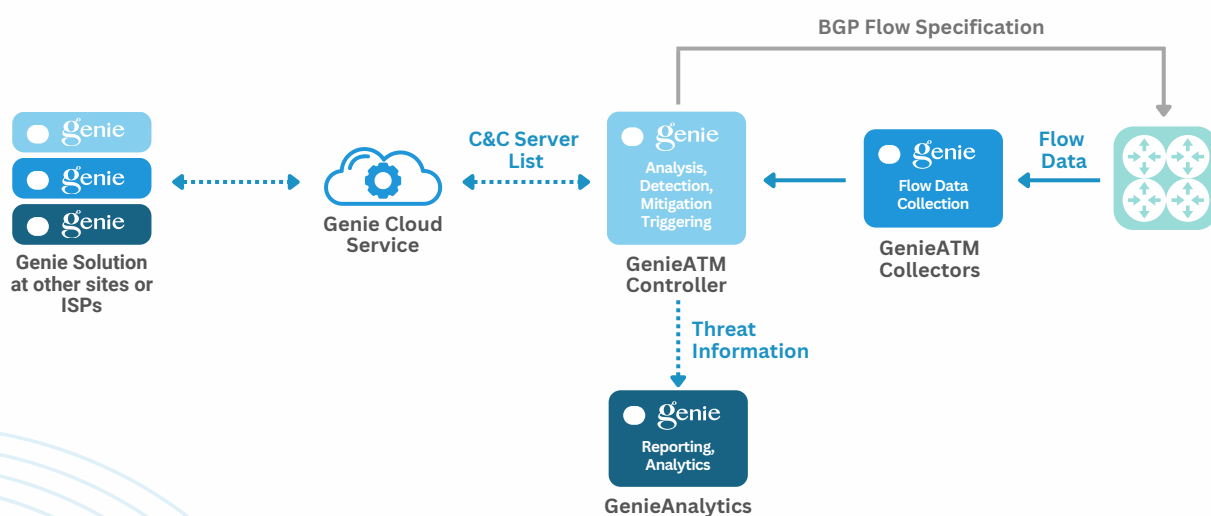 BGP Flow Specification
genie
genie
genie
Genie Solution
at other sites or
ISPs
Genie Cloud
Service
C&C Server
List
genie
Analysis,
Detection,
Mitigation
Triggering
GenieATM
Controller
genie
Flow Data
Collection
GenieATM
Collectors
Flow
Data
Threat
Information
genie
Reporting,
Analytics
GenieAnalytics